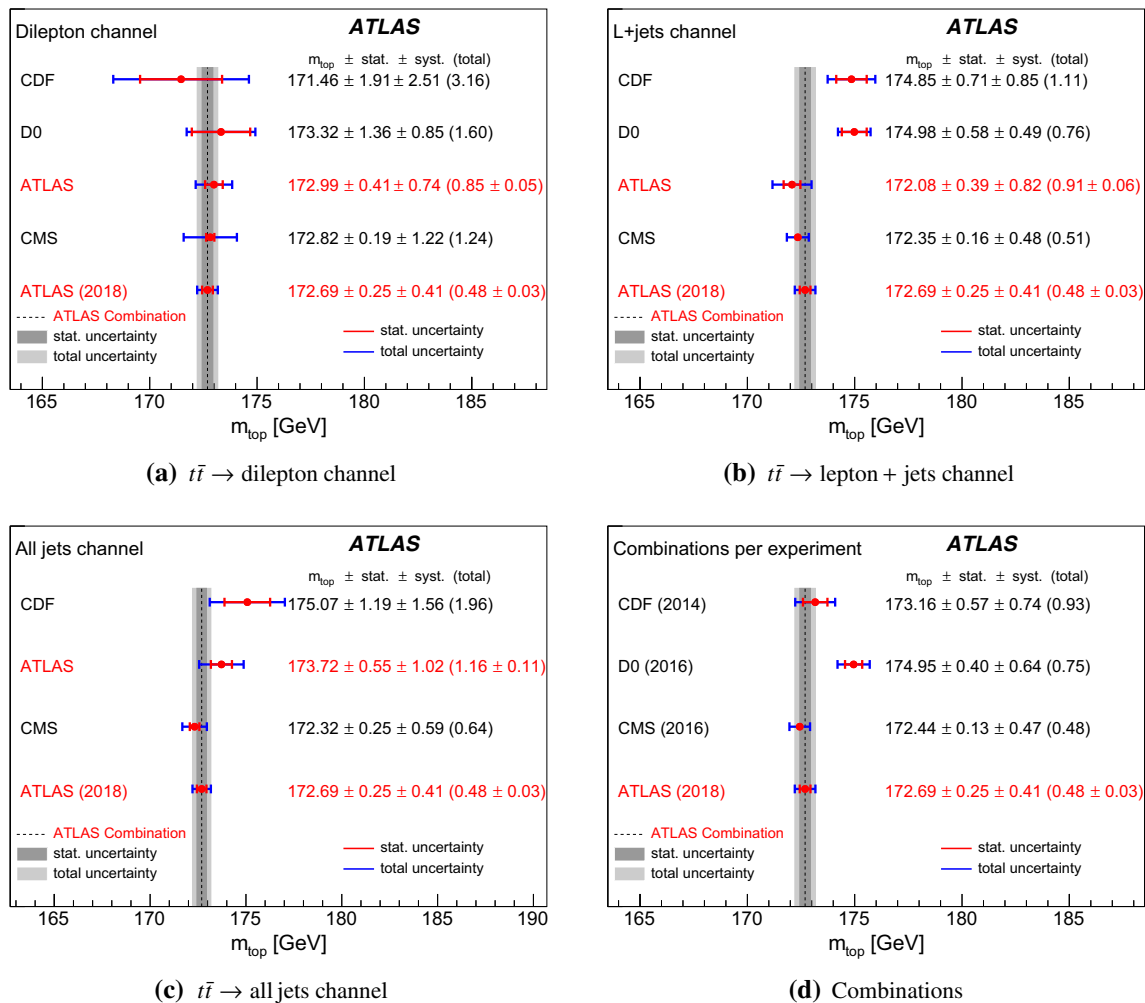 Dilepton channel ATLAS
m_top ± stat. ± syst. (total)
CDF 171.46 ± 1.91 ± 2.51 (3.16)
D0 173.32 ± 1.36 ± 0.85 (1.60)
ATLAS 172.99 ± 0.41 ± 0.74 (0.85 ± 0.05)
CMS 172.82 ± 0.19 ± 1.22 (1.24)
ATLAS (2018) 172.69 ± 0.25 ± 0.41 (0.48 ± 0.03)
ATLAS Combination
stat. uncertainty stat. uncertainty
total uncertainty total uncertainty
165 170 175 180 185
m_top [GeV]
(a) tt̄ → dilepton channel
L+jets channel ATLAS
m_top ± stat. ± syst. (total)
CDF 174.85 ± 0.71 ± 0.85 (1.11)
D0 174.98 ± 0.58 ± 0.49 (0.76)
ATLAS 172.08 ± 0.39 ± 0.82 (0.91 ± 0.06)
CMS 172.35 ± 0.16 ± 0.48 (0.51)
ATLAS (2018) 172.69 ± 0.25 ± 0.41 (0.48 ± 0.03)
ATLAS Combination
stat. uncertainty stat. uncertainty
total uncertainty total uncertainty
165 170 175 180 185
m_top [GeV]
(b) tt̄ → lepton + jets channel
All jets channel ATLAS
m_top ± stat. ± syst. (total)
CDF 175.07 ± 1.19 ± 1.56 (1.96)
ATLAS 173.72 ± 0.55 ± 1.02 (1.16 ± 0.11)
CMS 172.32 ± 0.25 ± 0.59 (0.64)
ATLAS (2018) 172.69 ± 0.25 ± 0.41 (0.48 ± 0.03)
ATLAS Combination
stat. uncertainty stat. uncertainty
total uncertainty total uncertainty
165 170 175 180 185 190
m_top [GeV]
(c) tt̄ → all jets channel
Combinations per experiment ATLAS
m_top ± stat. ± syst. (total)
CDF (2014) 173.16 ± 0.57 ± 0.74 (0.93)
D0 (2016) 174.95 ± 0.40 ± 0.64 (0.75)
CMS (2016) 172.44 ± 0.13 ± 0.47 (0.48)
ATLAS (2018) 172.69 ± 0.25 ± 0.41 (0.48 ± 0.03)
ATLAS Combination
stat. uncertainty stat. uncertainty
total uncertainty total uncertainty
165 170 175 180 185
m_top [GeV]
(d) Combinations